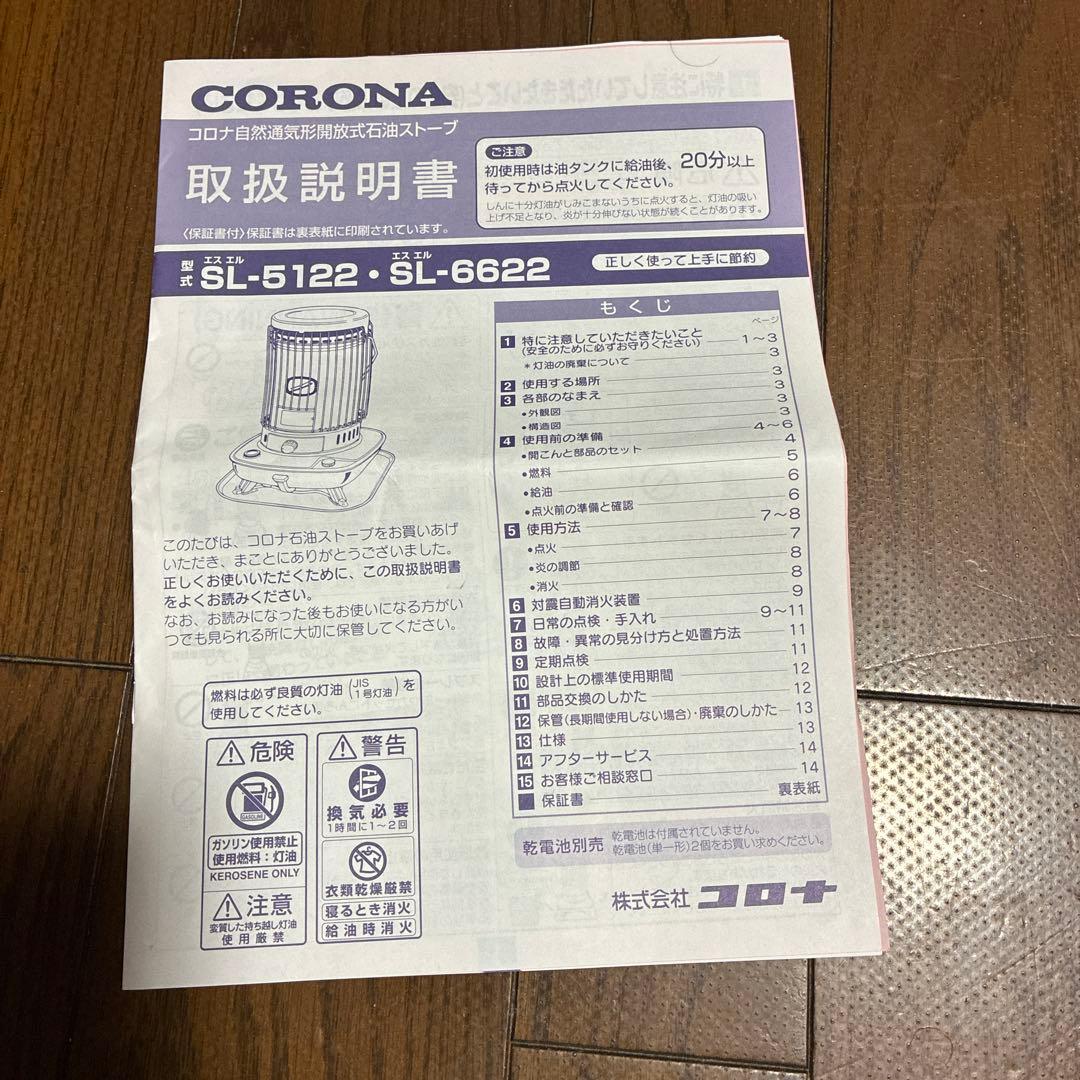 CORONA
コロナ自然通気形開放式石油ストーブ
取扱説明書
〈保証書付〉保証書は裏表紙に印刷されています。
ご注意
初使用時は油タンクに給油後、20分以上
待ってから点火してください。
しんに十分灯油がしみこまないうちに点火すると、灯油の吸い
上げ不足となり、炎が十分伸びない状態が続くことがあります。
型式 エスエル SL-5122・エスエル SL-6622
正しく使って上手に節約
このたびは、コロナ石油ストーブをお買いあげ
いただき、まことにありがとうございました。
正しくお使いいただくために、この取扱説明書
をよくお読みください。
なお、お読みになった後もお使いになる方がい
つでも見られる所に大切に保管してください。
燃料は必ず良質の灯油(JIS 1号灯油)を
使用してください。
危険
GASOLINE
ガソリン使用禁止
使用燃料：灯油
KEROSENE ONLY
注意
変質した持ち越し灯油
使用厳禁
警告
換気必要
1時間に1～2回
衣類乾燥厳禁
寝るとき消火
給油時消火
もくじ
ページ
1 特に注意していただきたいこと 1～3
(安全のために必ずお守りください)
＊灯油の廃棄について 3
2 使用する場所 3
3 各部のなまえ 3
・外観図 3
・構造図 3
4 使用前の準備 4～6
・開こんと部品のセット 4
・燃料 5
・給油 6
・点火前の準備と確認 6
5 使用方法 7～8
・点火 7
・炎の調節 8
・消火 8
6 対震自動消火装置 9
7 日常の点検・手入れ 9～11
8 故障・異常の見分け方と処置方法 11
9 定期点検 11
10 設計上の標準使用期間 12
11 部品交換のしかた 12
12 保管(長期間使用しない場合)・廃棄のしかた 13
13 仕様 13
14 アフターサービス 14
15 お客様ご相談窓口 14
■ 保証書 裏表紙
乾電池別売
乾電池は付属されていません。
乾電池(単一形)2個をお買い求めください。
株式会社 コロナ